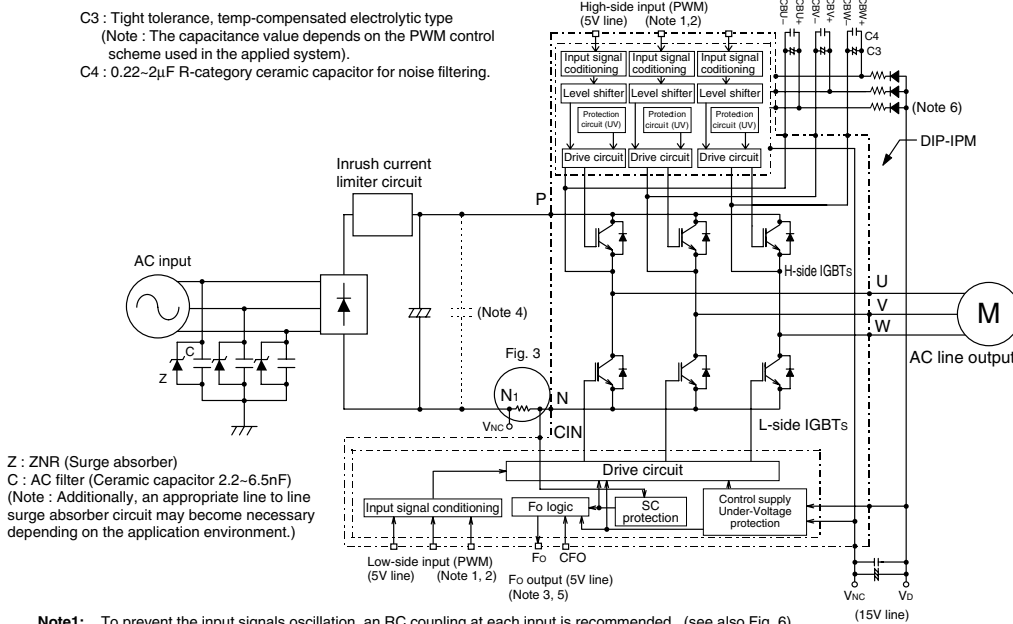 C3 : Tight tolerance, temp-compensated electrolytic type
(Note : The capacitance value depends on the PWM control
scheme used in the applied system).
C4 : 0.22~2µF R-category ceramic capacitor for noise filtering.
High-side input (PWM)
(5V line) (Note 1,2)
CBU-
CBU+
CBV-
CBV+
CBW-
CBW+
C4
C3
Input signal coditioning
Input signal coditioning
Input signal coditioning
Level shifter
Level shifter
Level shifter
Protection circuit (UV)
Protection circuit (UV)
Protection circuit (UV)
Drive circuit
Drive circuit
Drive circuit
(Note 6)
DIP-IPM
Inrush current
limiter circuit
P
AC input
H-side IGBTs
U
V
W
M
AC line output
(Note 4)
C
Z
Fig. 3
N1
N
VNC
CIN
L-side IGBTs
Z : ZNR (Surge absorber)
C : AC filter (Ceramic capacitor 2.2~6.5nF)
(Note : Additionally, an appropriate line to line
surge absorber circuit may become necessary
depending on the application environment.)
Drive circuit
Input signal conditioning
Fo logic
SC
protection
Control supply
Under-Voltage
protection
Low-side input (PWM)
(5V line) (Note 1, 2)
FO CFO
FO output (5V line)
(Note 3, 5)
VNC VD
(15V line)
Note1: To prevent the input signals oscillation, an RC coupling at each input is recommended. (see also Fig. 6)